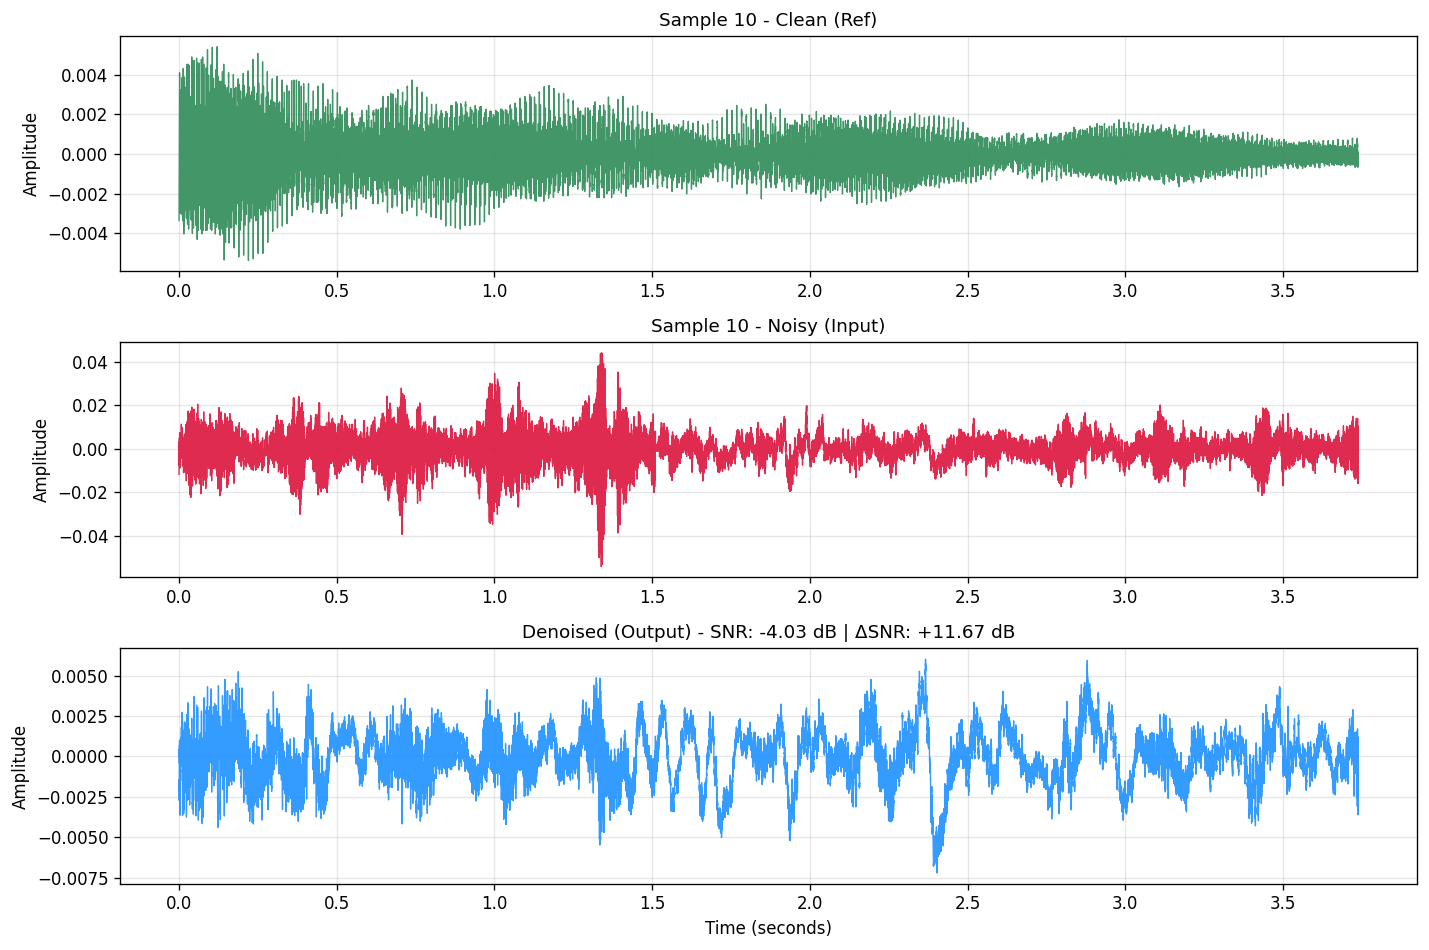 Sample 10 - Clean (Ref)
Amplitude
0.004
0.002
0.000
−0.002
−0.004
0.0 0.5 1.0 1.5 2.0 2.5 3.0 3.5
Sample 10 - Noisy (Input)
Amplitude
0.04
0.02
0.00
−0.02
−0.04
0.0 0.5 1.0 1.5 2.0 2.5 3.0 3.5
Denoised (Output) - SNR: -4.03 dB | ΔSNR: +11.67 dB
Amplitude
0.0050
0.0025
0.0000
−0.0025
−0.0050
−0.0075
0.0 0.5 1.0 1.5 2.0 2.5 3.0 3.5
Time (seconds)